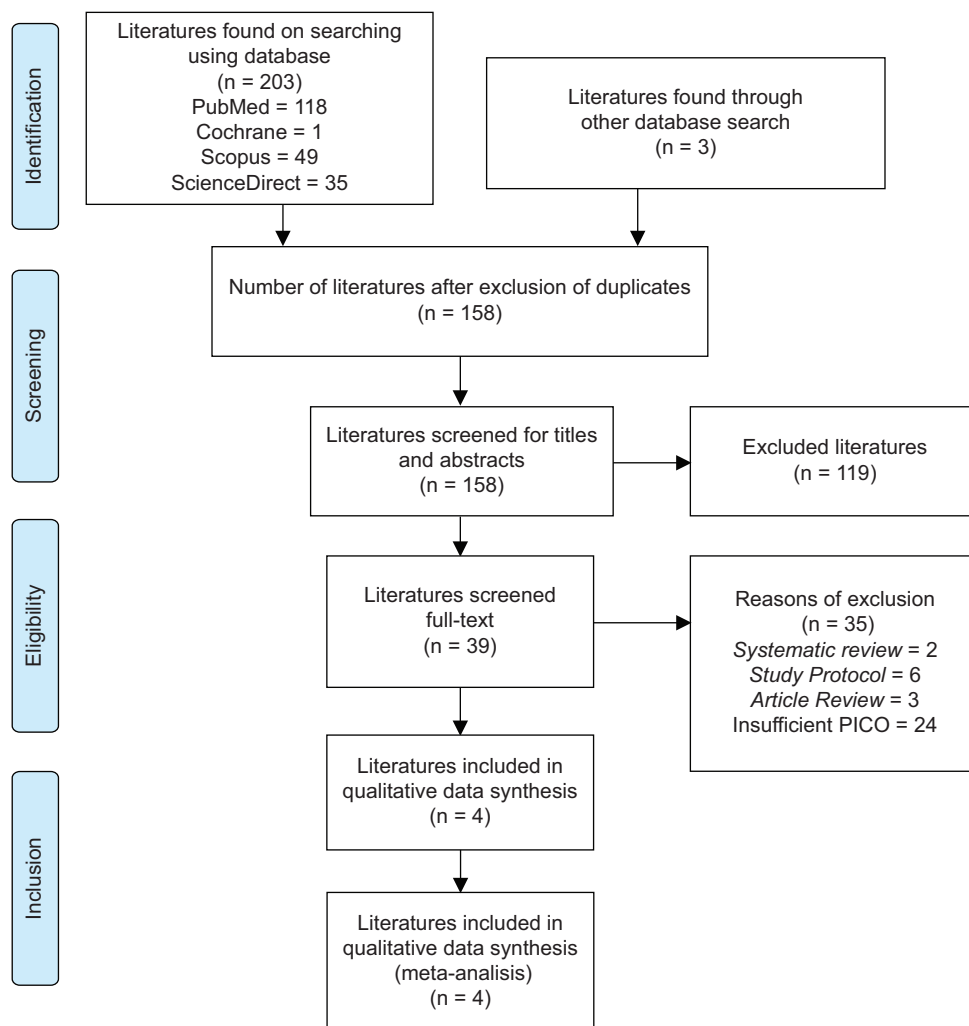 Identification
Literatures found on searching
using database
(n = 203)
PubMed = 118
Cochrane = 1
Scopus = 49
ScienceDirect = 35
Literatures found through
other database search
(n = 3)
Screening
Number of literatures after exclusion of duplicates
(n = 158)
Literatures screened for titles
and abstracts
(n = 158)
Excluded literatures
(n = 119)
Eligibility
Literatures screened
full-text
(n = 39)
Reasons of exclusion
(n = 35)
Systematic review = 2
Study Protocol = 6
Article Review = 3
Insufficient PICO = 24
Inclusion
Literatures included in
qualitative data synthesis
(n = 4)
Literatures included in
qualitative data synthesis
(meta-analisis)
(n = 4)